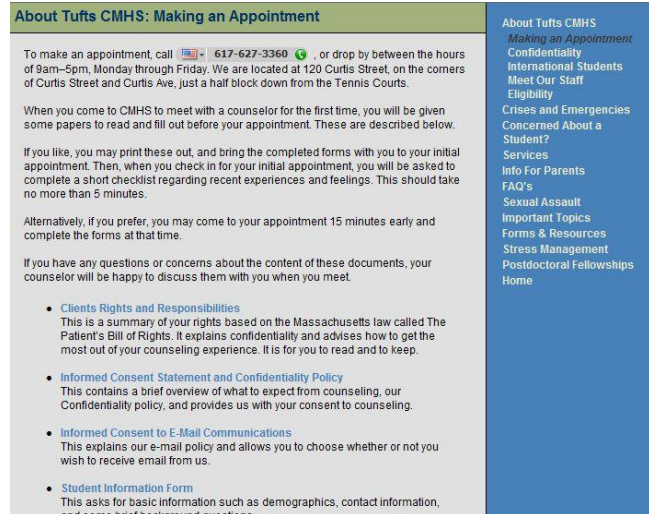 About Tufts CMHS: Making an Appointment
To make an appointment, call 617-627-3360 , or drop by between the hours
of 9am–5pm, Monday through Friday. We are located at 120 Curtis Street, on the corners
of Curtis Street and Curtis Ave, just a half block down from the Tennis Courts.
When you come to CMHS to meet with a counselor for the first time, you will be given
some papers to read and fill out before your appointment. These are described below.
If you like, you may print these out, and bring the completed forms with you to your initial
appointment. Then, when you check in for your initial appointment, you will be asked to
complete a short checklist regarding recent experiences and feelings. This should take
no more than 5 minutes.
Alternatively, if you prefer, you may come to your appointment 15 minutes early and
complete the forms at that time.
If you have any questions or concerns about the content of these documents, your
counselor will be happy to discuss them with you when you meet.
• Clients Rights and Responsibilities
This is a summary of your rights based on the Massachusetts law called The
Patient's Bill of Rights. It explains confidentiality and advises how to get the
most out of your counseling experience. It is for you to read and to keep.
• Informed Consent Statement and Confidentiality Policy
This contains a brief overview of what to expect from counseling, our
Confidentiality policy, and provides us with your consent to counseling.
• Informed Consent to E-Mail Communications
This explains our e-mail policy and allows you to choose whether or not you
wish to receive email from us.
• Student Information Form
This asks for basic information such as demographics, contact information,
and some brief background questions.
About Tufts CMHS
Making an Appointment
Confidentiality
International Students
Meet Our Staff
Eligibility
Crises and Emergencies
Concerned About a
Student?
Services
Info For Parents
FAQ's
Sexual Assault
Important Topics
Forms & Resources
Stress Management
Postdoctoral Fellowships
Home